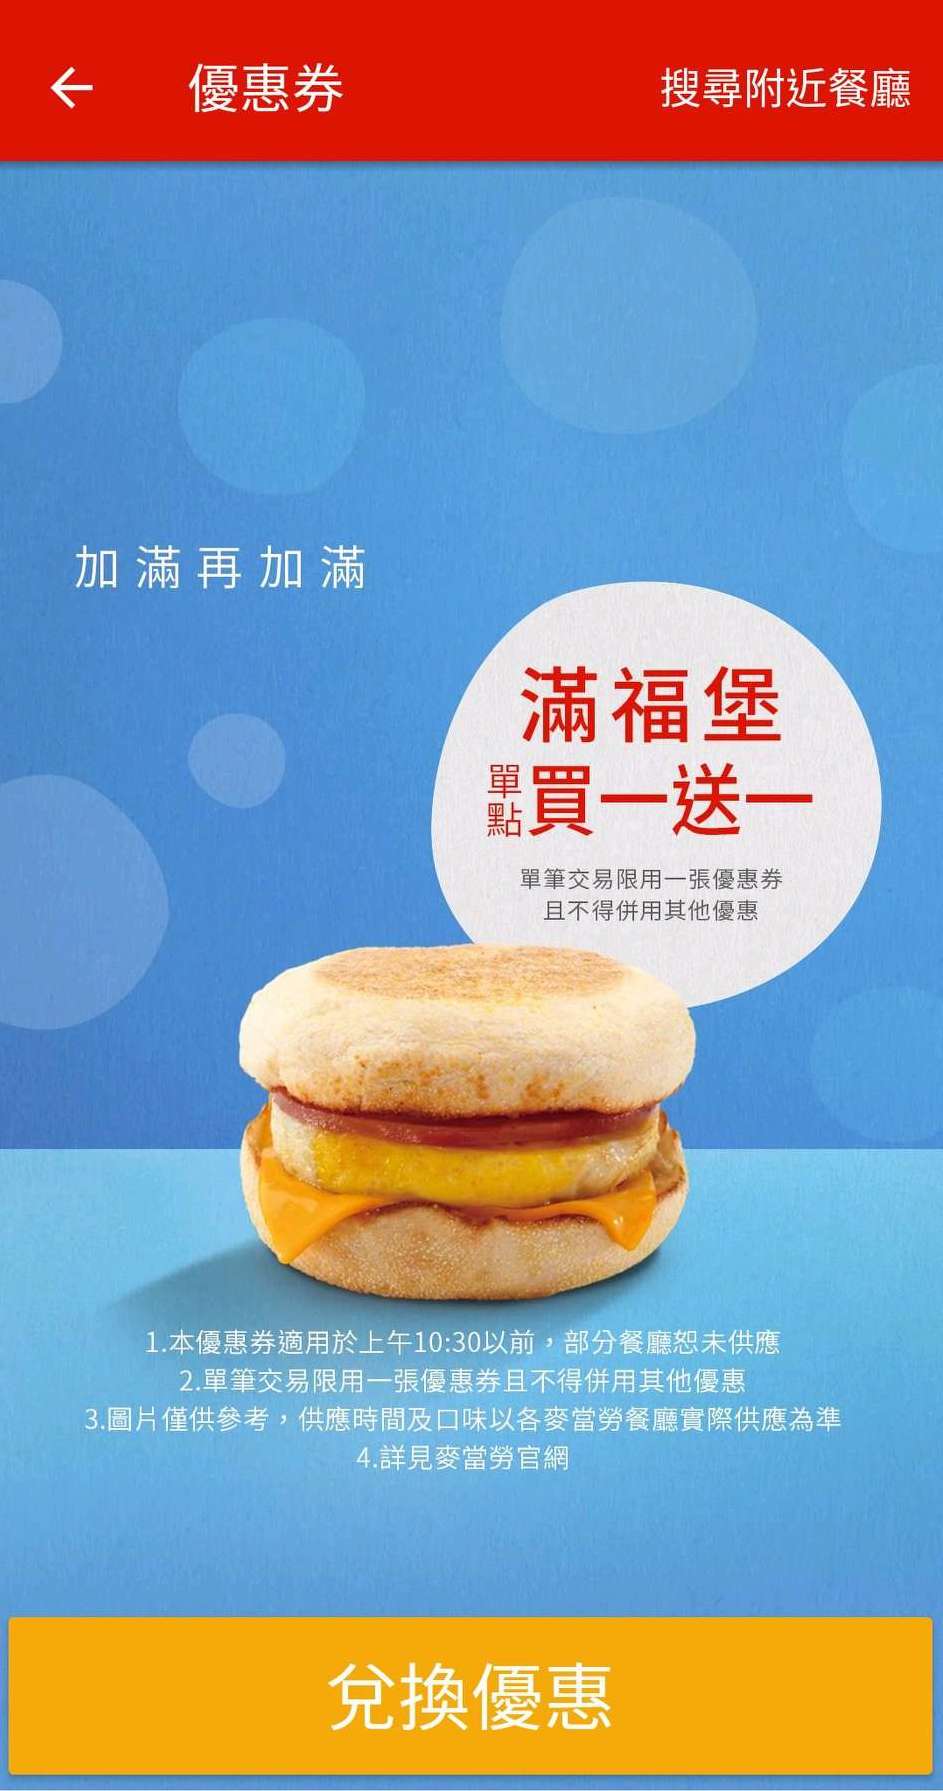 優惠券
搜尋附近餐廳
加滿再加滿
滿福堡
單點買一送一
單筆交易限用一張優惠券
且不得併用其他優惠
1.本優惠券適用於上午10:30以前，部分餐廳恕未供應
2.單筆交易限用一張優惠券且不得併用其他優惠
3.圖片僅供參考，供應時間及口味以各麥當勞餐廳實際供應為準
4.詳見麥當勞官網
兌換優惠